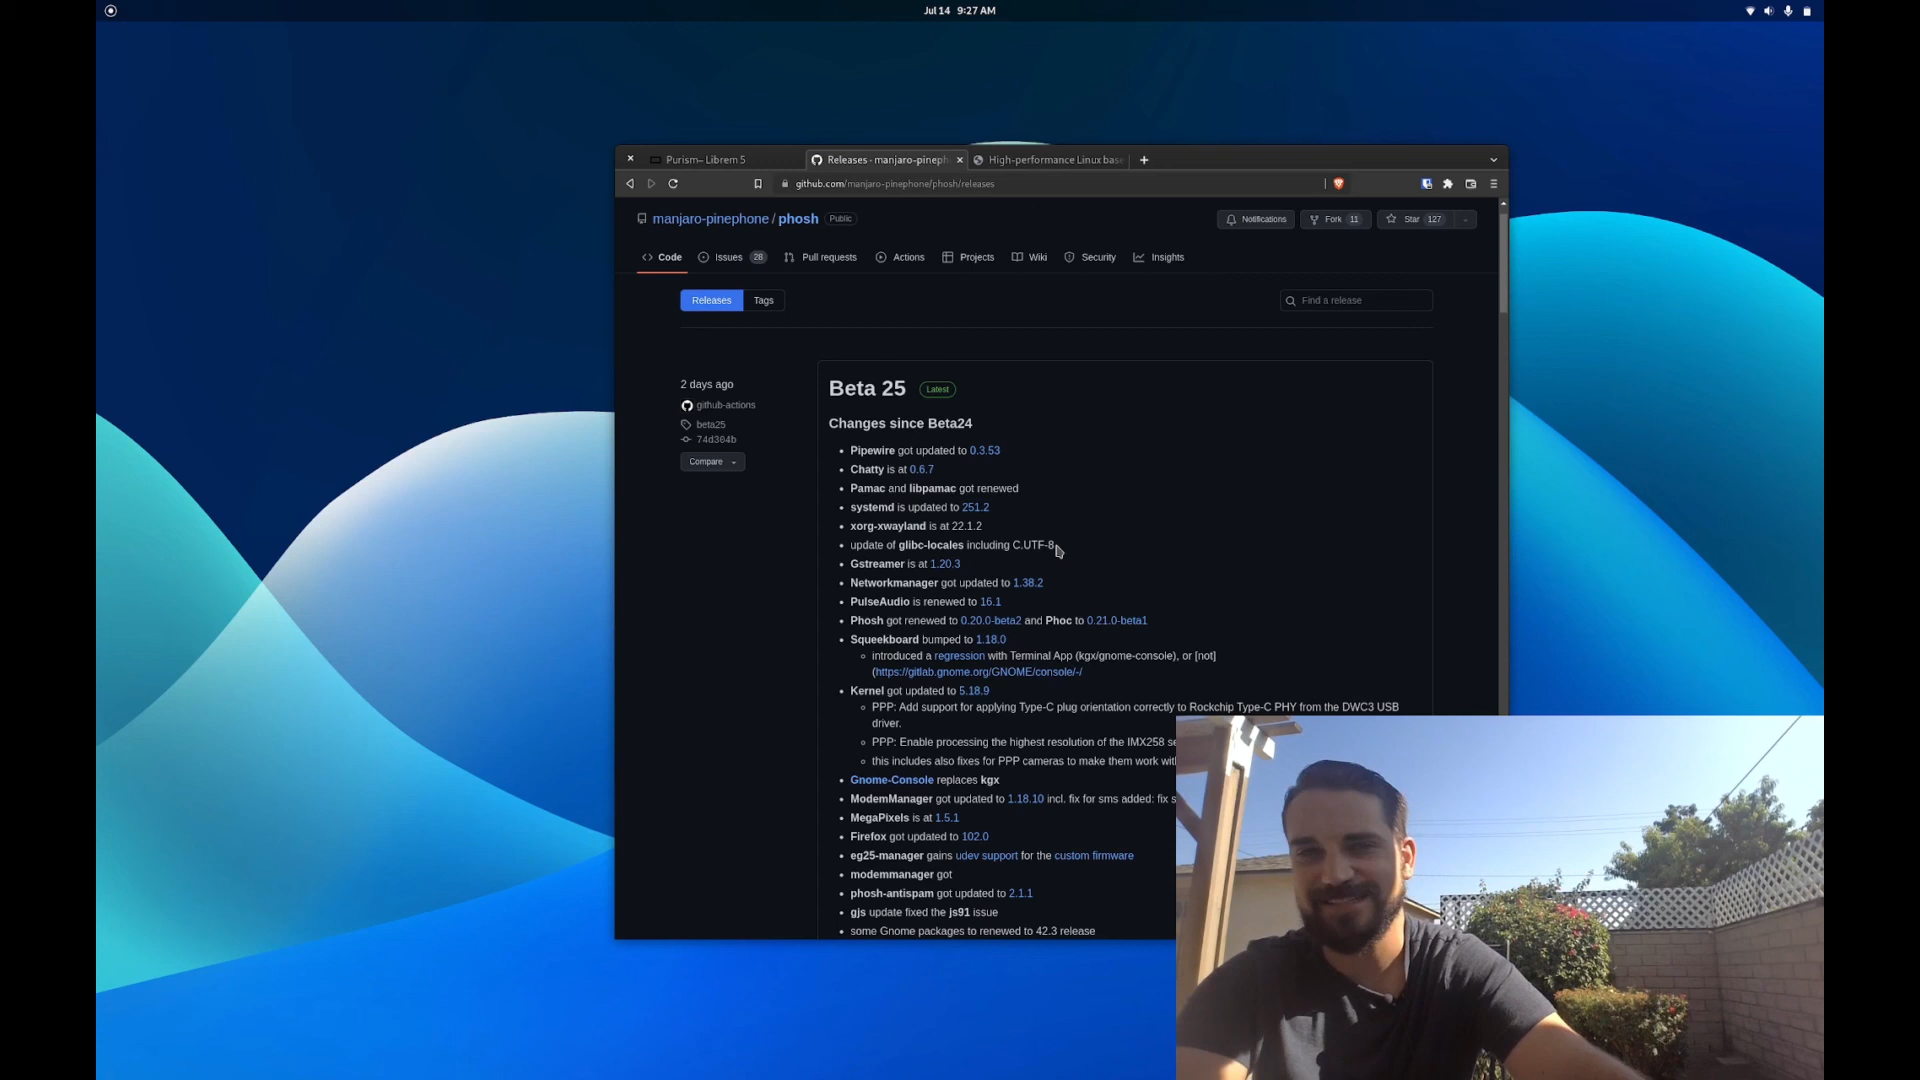 Jul 14 9:27 AM
Purism– Librem 5
Releases · manjaro-pineph
High-performance Linux bas
github.com/manjaro-pinephone/phosh/releases
manjaro-pinephone / phosh Public
Notifications
Fork 11
Star 127
Code
Issues 28
Pull requests
Actions
Projects
Wiki
Security
Insights
Releases
Tags
Find a release
2 days ago
github-actions
beta25
74d304b
Compare
Beta 25 Latest
Changes since Beta24
Pipewire got updated to 0.3.53
Chatty is at 0.6.7
Pamac and libpamac got renewed
systemd is updated to 251.2
xorg-xwayland is at 22.1.2
update of glibc-locales including C.UTF-8
Gstreamer is at 1.20.3
Networkmanager got updated to 1.38.2
PulseAudio is renewed to 16.1
Phosh got renewed to 0.20.0-beta2 and Phoc to 0.21.0-beta1
Squeekboard bumped to 1.18.0
introduced a regression with Terminal App (kgx/gnome-console), or [not]
(https://gitlab.gnome.org/GNOME/console/-/
Kernel got updated to 5.18.9
PPP: Add support for applying Type-C plug orientation correctly to Rockchip Type-C PHY from the DWC3 USB
driver.
PPP: Enable processing the highest resolution of the IMX258 se
this includes also fixes for PPP cameras to make them work wit
Gnome-Console replaces kgx
ModemManager got updated to 1.18.10 incl. fix for sms added: fix s
MegaPixels is at 1.5.1
Firefox got updated to 102.0
eg25-manager gains udev support for the custom firmware
modemmanager got
phosh-antispam got updated to 2.1.1
gjs update fixed the js91 issue
some Gnome packages to renewed to 42.3 release